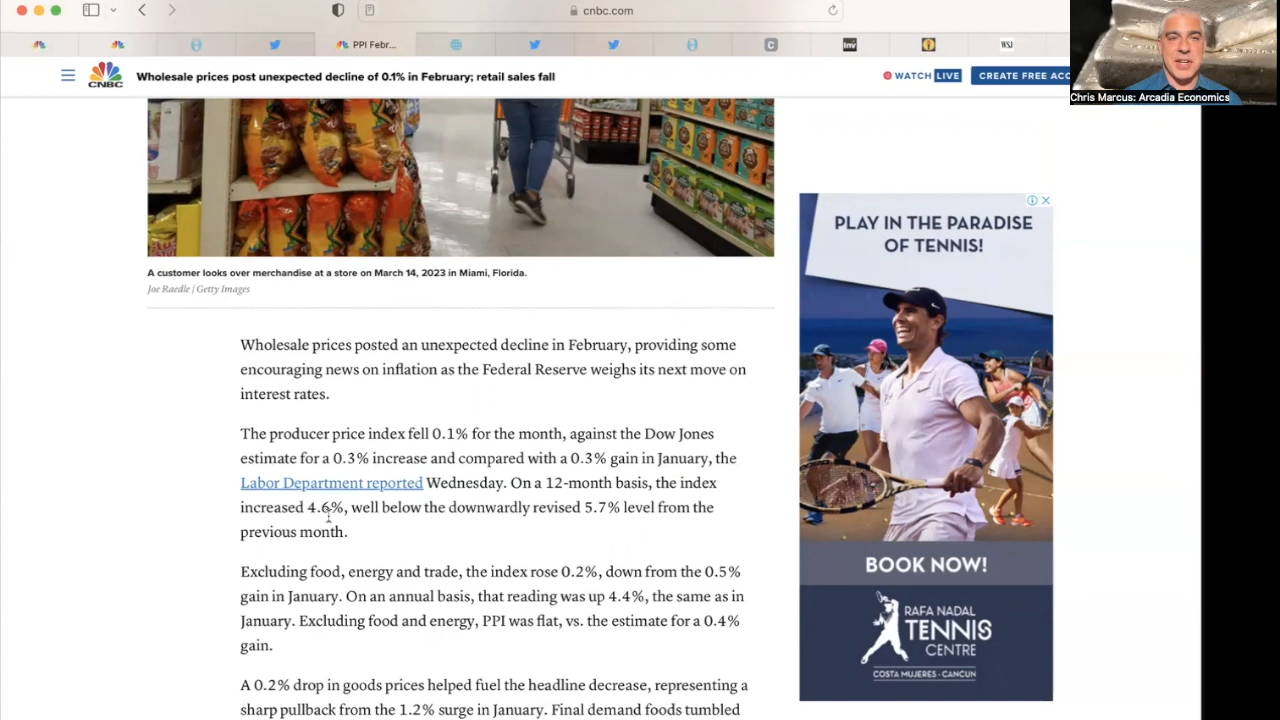 cnbc.com
PPI Febr...
C
Inv
WSJ
CNBC
Wholesale prices post unexpected decline of 0.1% in February; retail sales fall
WATCH LIVE
CREATE FREE ACC
Chris Marcus: Arcadia Economics
A customer looks over merchandise at a store on March 14, 2023 in Miami, Florida.
Joe Raedle | Getty Images
Wholesale prices posted an unexpected decline in February, providing some
encouraging news on inflation as the Federal Reserve weighs its next move on
interest rates.
The producer price index fell 0.1% for the month, against the Dow Jones
estimate for a 0.3% increase and compared with a 0.3% gain in January, the
Labor Department reported Wednesday. On a 12-month basis, the index
increased 4.6%, well below the downwardly revised 5.7% level from the
previous month.
Excluding food, energy and trade, the index rose 0.2%, down from the 0.5%
gain in January. On an annual basis, that reading was up 4.4%, the same as in
January. Excluding food and energy, PPI was flat, vs. the estimate for a 0.4%
gain.
A 0.2% drop in goods prices helped fuel the headline decrease, representing a
sharp pullback from the 1.2% surge in January. Final demand foods tumbled
PLAY IN THE PARADISE
OF TENNIS!
BOOK NOW!
RAFA NADAL
TENNIS
CENTRE
COSTA MUJERES · CANCUN